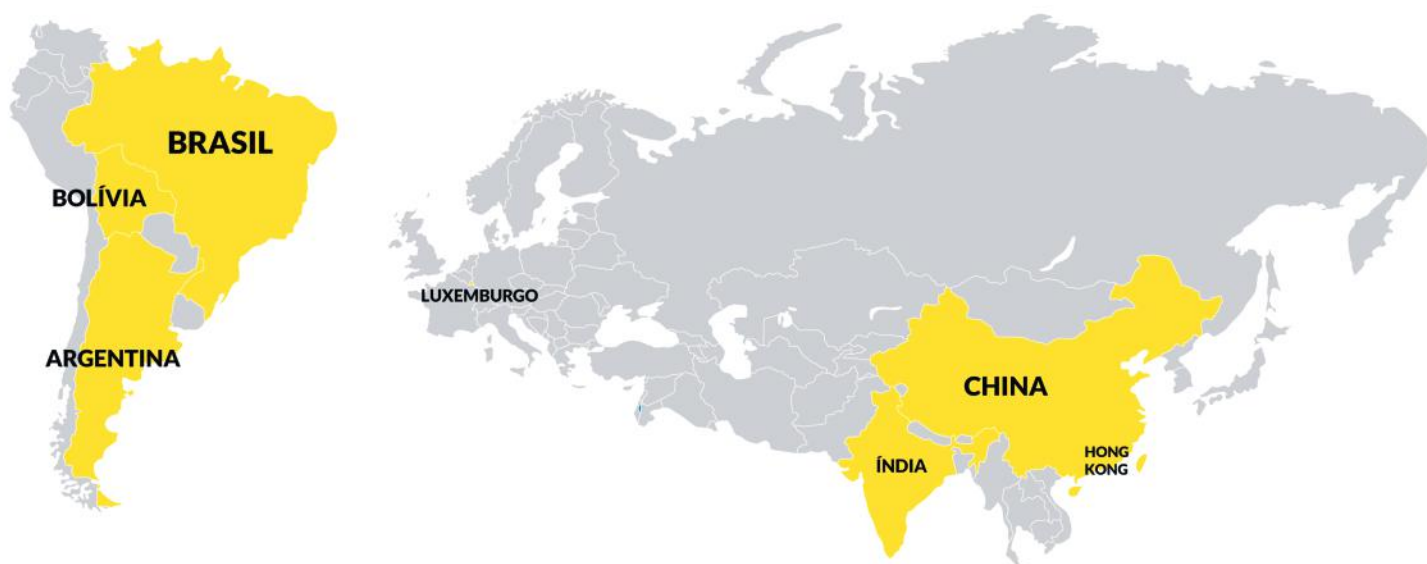 BRASIL
BOLÍVIA
ARGENTINA
LUXEMBURGO
CHINA
ÍNDIA
HONG
KONG